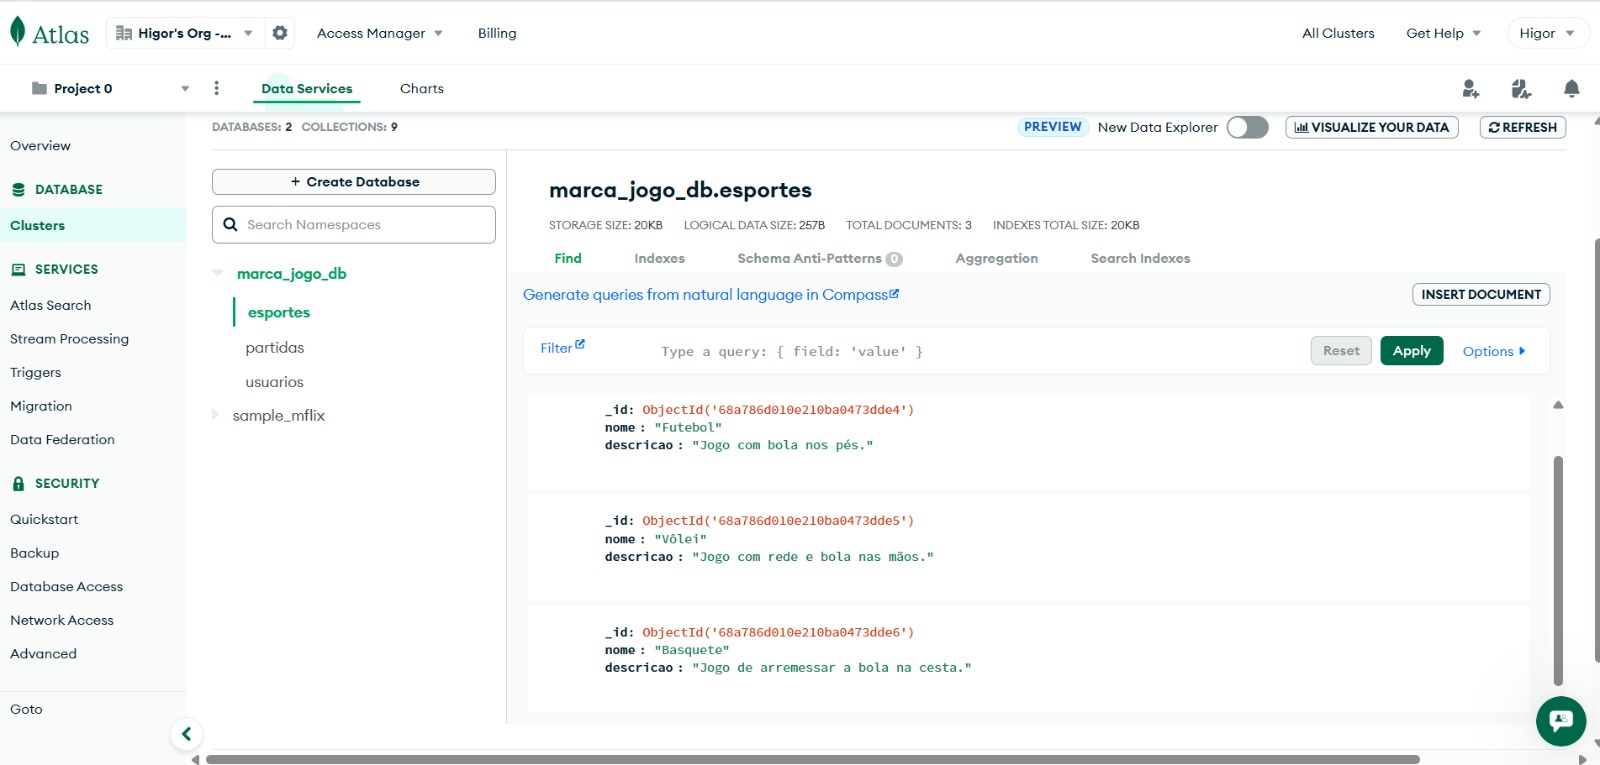 Atlas
Higor's Org -...
Access Manager
Billing
All Clusters
Get Help
Higor
Project 0
Data Services
Charts
DATABASES: 2 COLLECTIONS: 9
PREVIEW
New Data Explorer
VISUALIZE YOUR DATA
REFRESH
Overview
DATABASE
Clusters
SERVICES
Atlas Search
Stream Processing
Triggers
Migration
Data Federation
SECURITY
Quickstart
Backup
Database Access
Network Access
Advanced
Goto
+ Create Database
Search Namespaces
marca_jogo_db
esportes
partidas
usuarios
sample_mflix
marca_jogo_db.esportes
STORAGE SIZE: 20KB LOGICAL DATA SIZE: 257B TOTAL DOCUMENTS: 3 INDEXES TOTAL SIZE: 20KB
Find
Indexes
Schema Anti-Patterns 0
Aggregation
Search Indexes
Generate queries from natural language in Compass
INSERT DOCUMENT
Filter
Type a query: { field: 'value' }
Reset
Apply
Options
_id: ObjectId('68a786d010e210ba0473dde4')
nome : "Futebol"
descricao : "Jogo com bola nos pés."
_id: ObjectId('68a786d010e210ba0473dde5')
nome : "Vôlei"
descricao : "Jogo com rede e bola nas mãos."
_id: ObjectId('68a786d010e210ba0473dde6')
nome : "Basquete"
descricao : "Jogo de arremessar a bola na cesta."